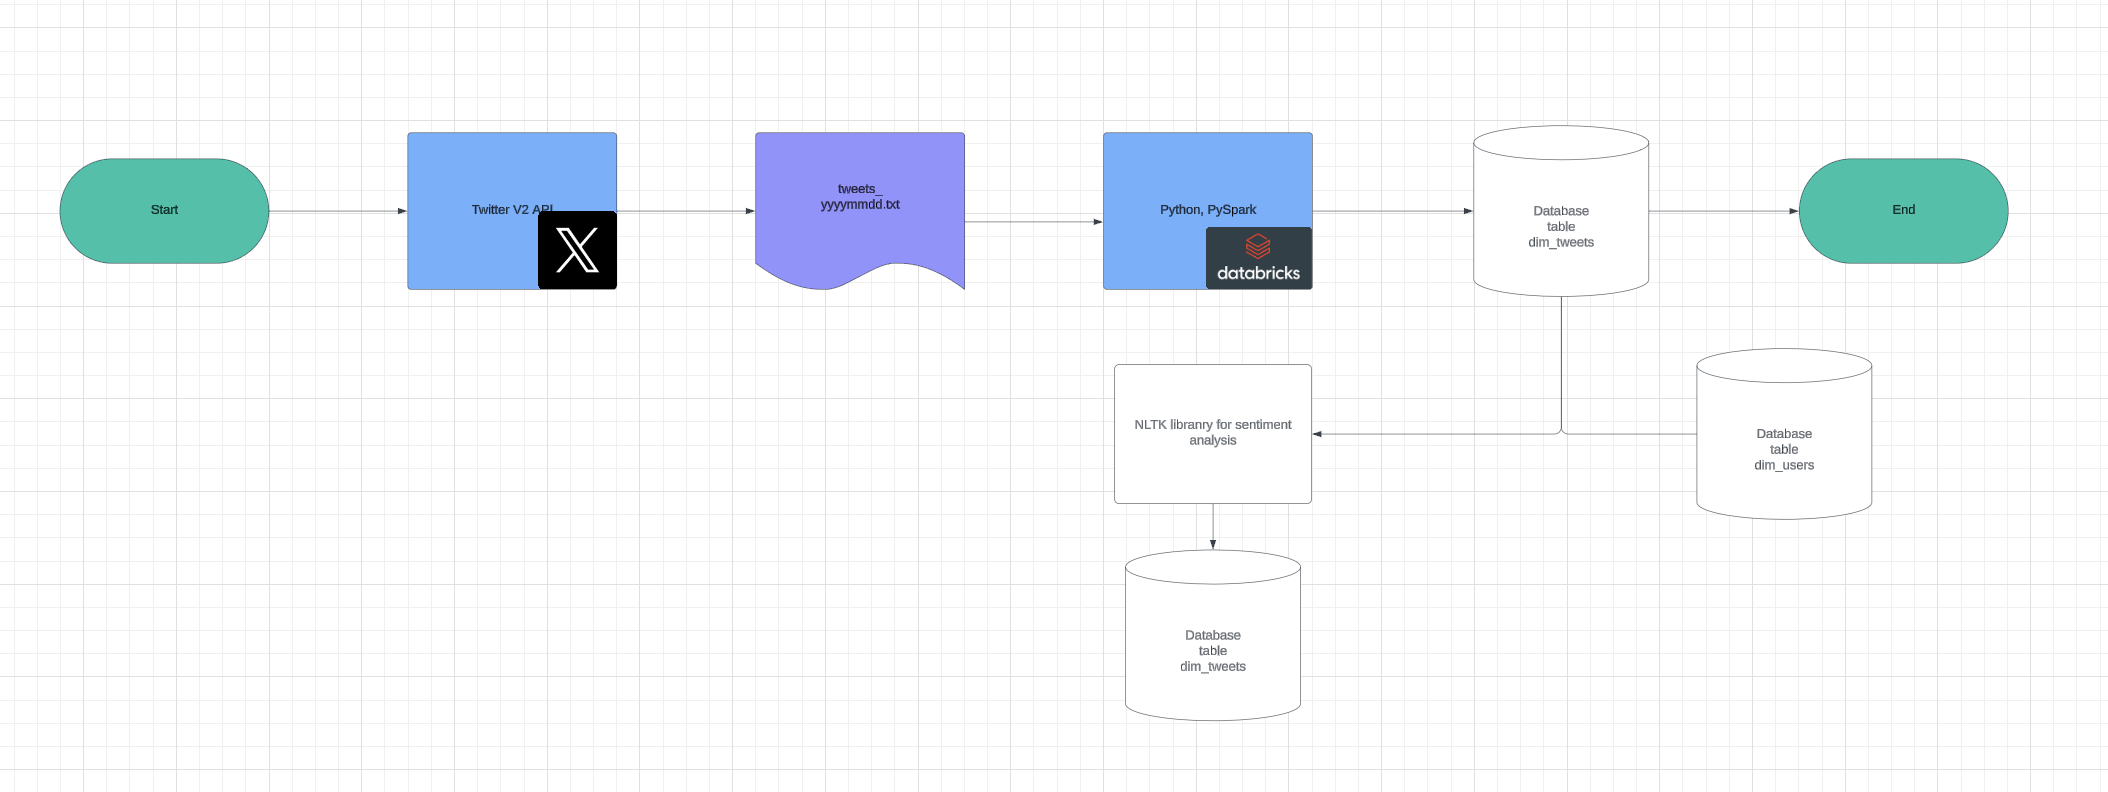 Start
Twitter V2 API
tweets_
yyyymmdd.txt
Python, PySpark
databricks
Database
table
dim_tweets
End
NLTK libranry for sentiment
analysis
Database
table
dim_users
Database
table
dim_tweets